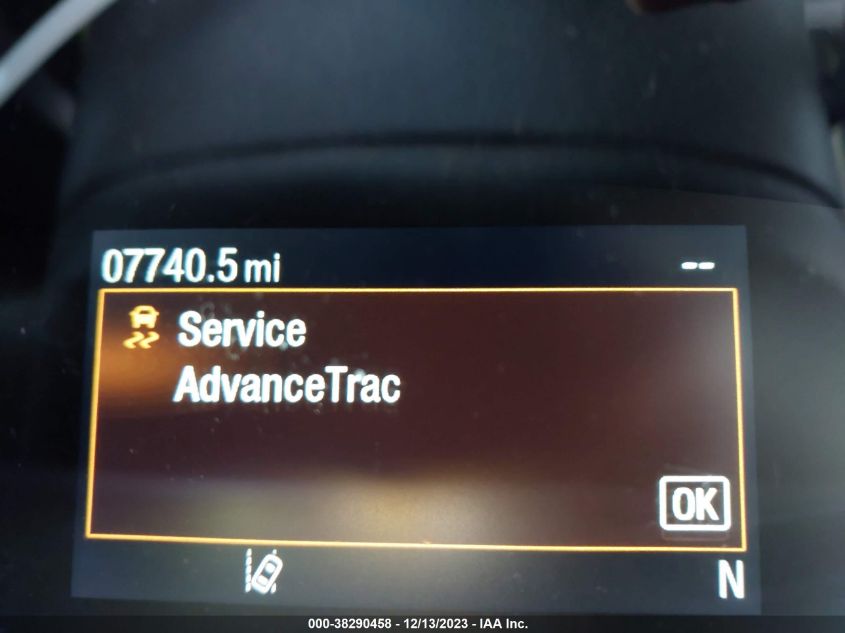 07740.5 mi --
Service
AdvanceTrac
OK
N
000-38290458 - 12/13/2023 - IAA Inc.